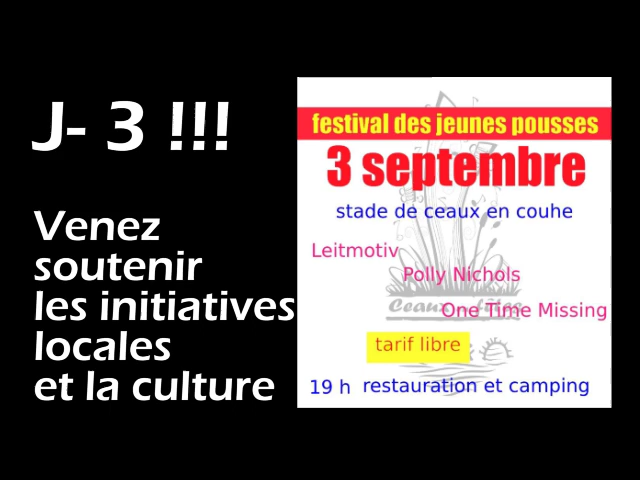 J- 3 !!!
Venez
soutenir
les initiatives
locales
et la culture
festival des jeunes pousses
3 septembre
stade de ceaux en couhe
Leitmotiv
Polly Nichols
One Time Missing
tarif libre
19 h restauration et camping